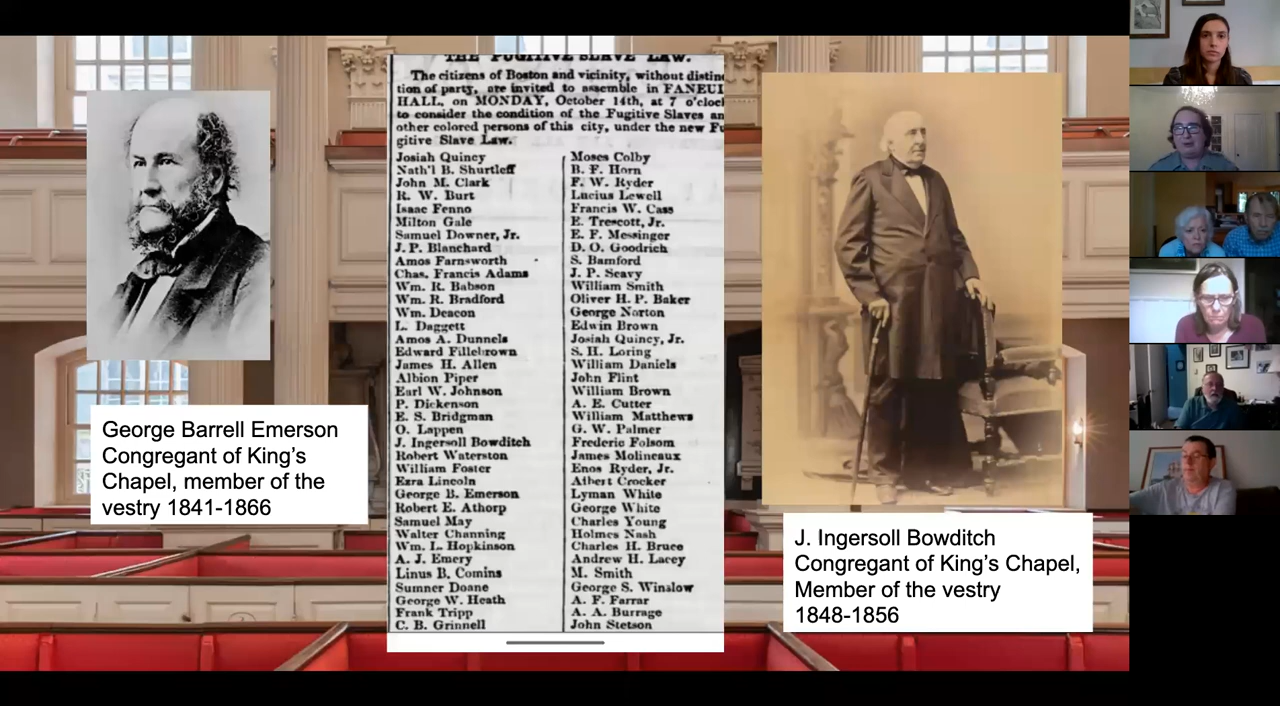 THE FUGITIVE SLAVE LAW.
The citizens of Boston and vicinity, without distinc
tion of party, are invited to assemble in FANEUI
HALL, on MONDAY, October 14th, at 7 o'cloc
to consider the condition of the Fugitive Slaves an
other colored persons of this city, under the new Fu
gitive Slave Law.
Josiah Quincy
Nath'l B. Shurtleff
John M. Clark
R. W. Burt
Isaac Fenno
Milton Gale
Samuel Downer, Jr.
J. P. Blanchard
Amos Farnsworth
Chas. Francis Adams
Wm. R. Babson
Wm. R. Bradford
Wm. Deacon
L. Daggett
Amos A. Dunnels
Edward Fillebrown
James H. Allen
Albion Piper
Earl W. Johnson
P. Dickenson
E. S. Bridgman
O. Lappen
J. Ingersoll Bowditch
Robert Waterston
William Foster
Ezra Lincoln
George B. Emerson
Robert E. Athorp
Samuel May
Walter Channing
Wm. L. Hopkinson
A. J. Emery
Linus B. Comins
Sumner Doane
George W. Heath
Frank Tripp
C. B. Grinnell
Moses Colby
B. F. Horn
F. W. Ryder
Lucius Lewell
Francis W. Cass
E. Trescott, Jr.
E. F. Messinger
D. O. Goodrich
S. Bamford
J. P. Seavy
William Smith
Oliver H. P. Baker
George Norton
Edwin Brown
Josiah Quincy, Jr.
S. H. Loring
William Daniels
John Flint
William Brown
A. E. Cutter
William Matthews
G. W. Palmer
Frederic Folsom
James Molineaux
Enos Ryder, Jr.
Albert Crocker
Lyman White
George White
Charles Young
Holmes Nash
Charles H. Bruce
Andrew H. Lacey
M. Smith
George S. Winslow
A. F. Farrar
A. A. Burrage
John Stetson
George Barrell Emerson
Congregant of King's
Chapel, member of the
vestry 1841-1866
J. Ingersoll Bowditch
Congregant of King's Chapel,
Member of the vestry
1848-1856